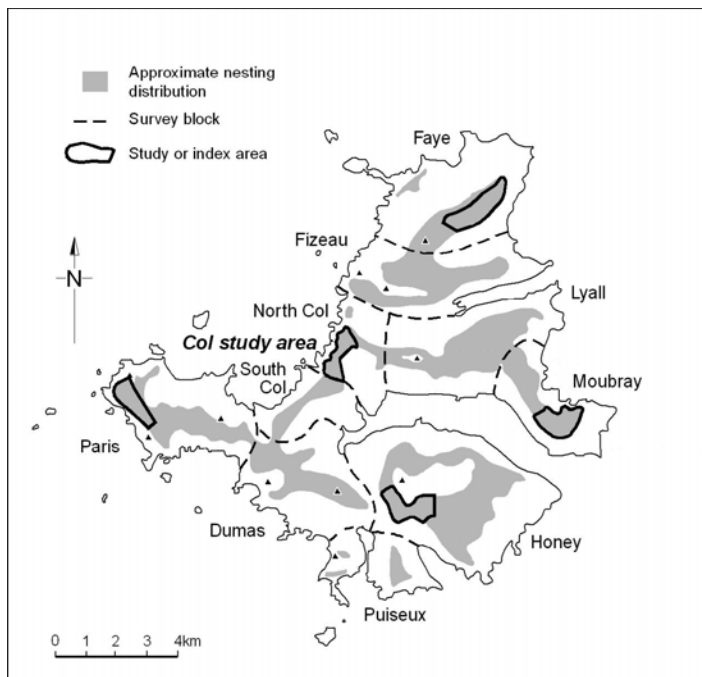 Approximate nesting
distribution
Survey block
Study or index area
Faye
Fizeau
N
Lyall
North Col
Col study area
South
Col
Moubray
Paris
Dumas
Honey
Puiseux
0 1 2 3 4km